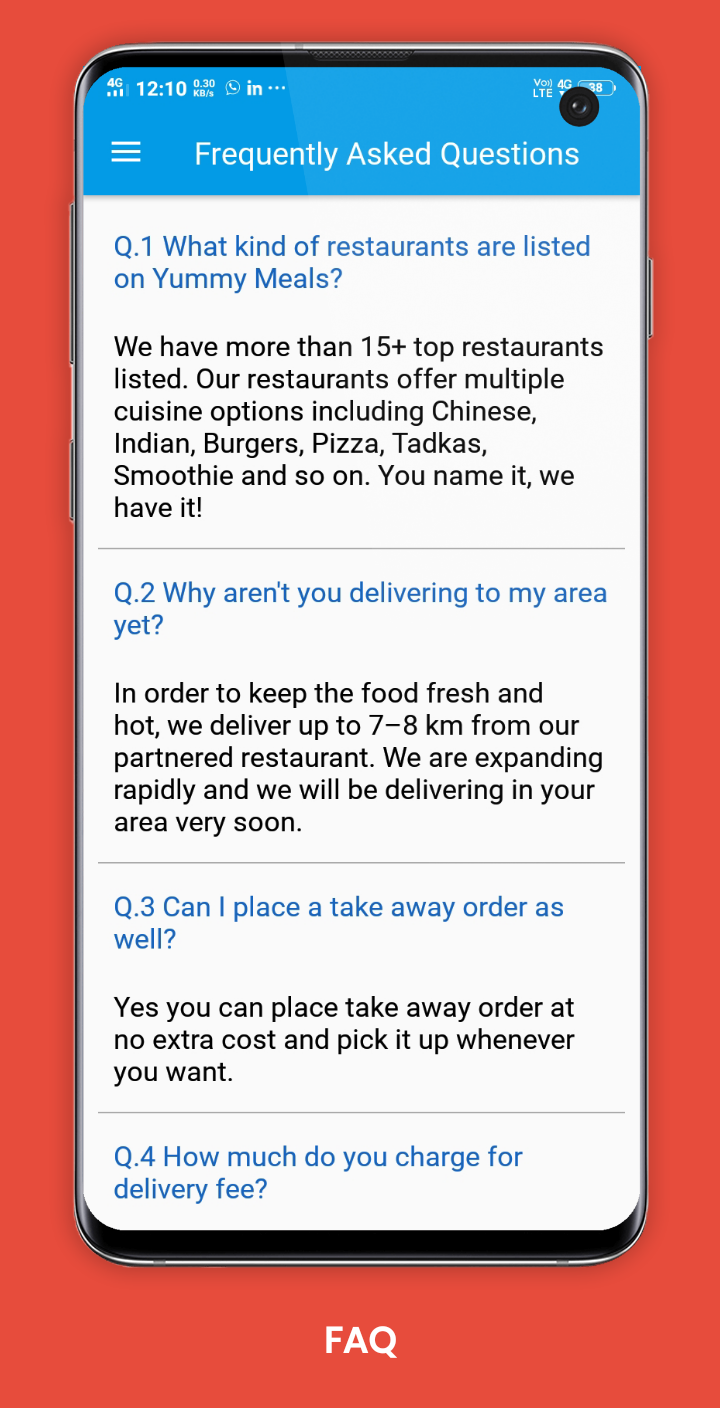 4G 12:10 0.30 KB/s in ... Vo)) LTE 4G 38
Frequently Asked Questions
Q.1 What kind of restaurants are listed
on Yummy Meals?
We have more than 15+ top restaurants
listed. Our restaurants offer multiple
cuisine options including Chinese,
Indian, Burgers, Pizza, Tadkas,
Smoothie and so on. You name it, we
have it!
Q.2 Why aren't you delivering to my area
yet?
In order to keep the food fresh and
hot, we deliver up to 7–8 km from our
partnered restaurant. We are expanding
rapidly and we will be delivering in your
area very soon.
Q.3 Can I place a take away order as
well?
Yes you can place take away order at
no extra cost and pick it up whenever
you want.
Q.4 How much do you charge for
delivery fee?
FAQ